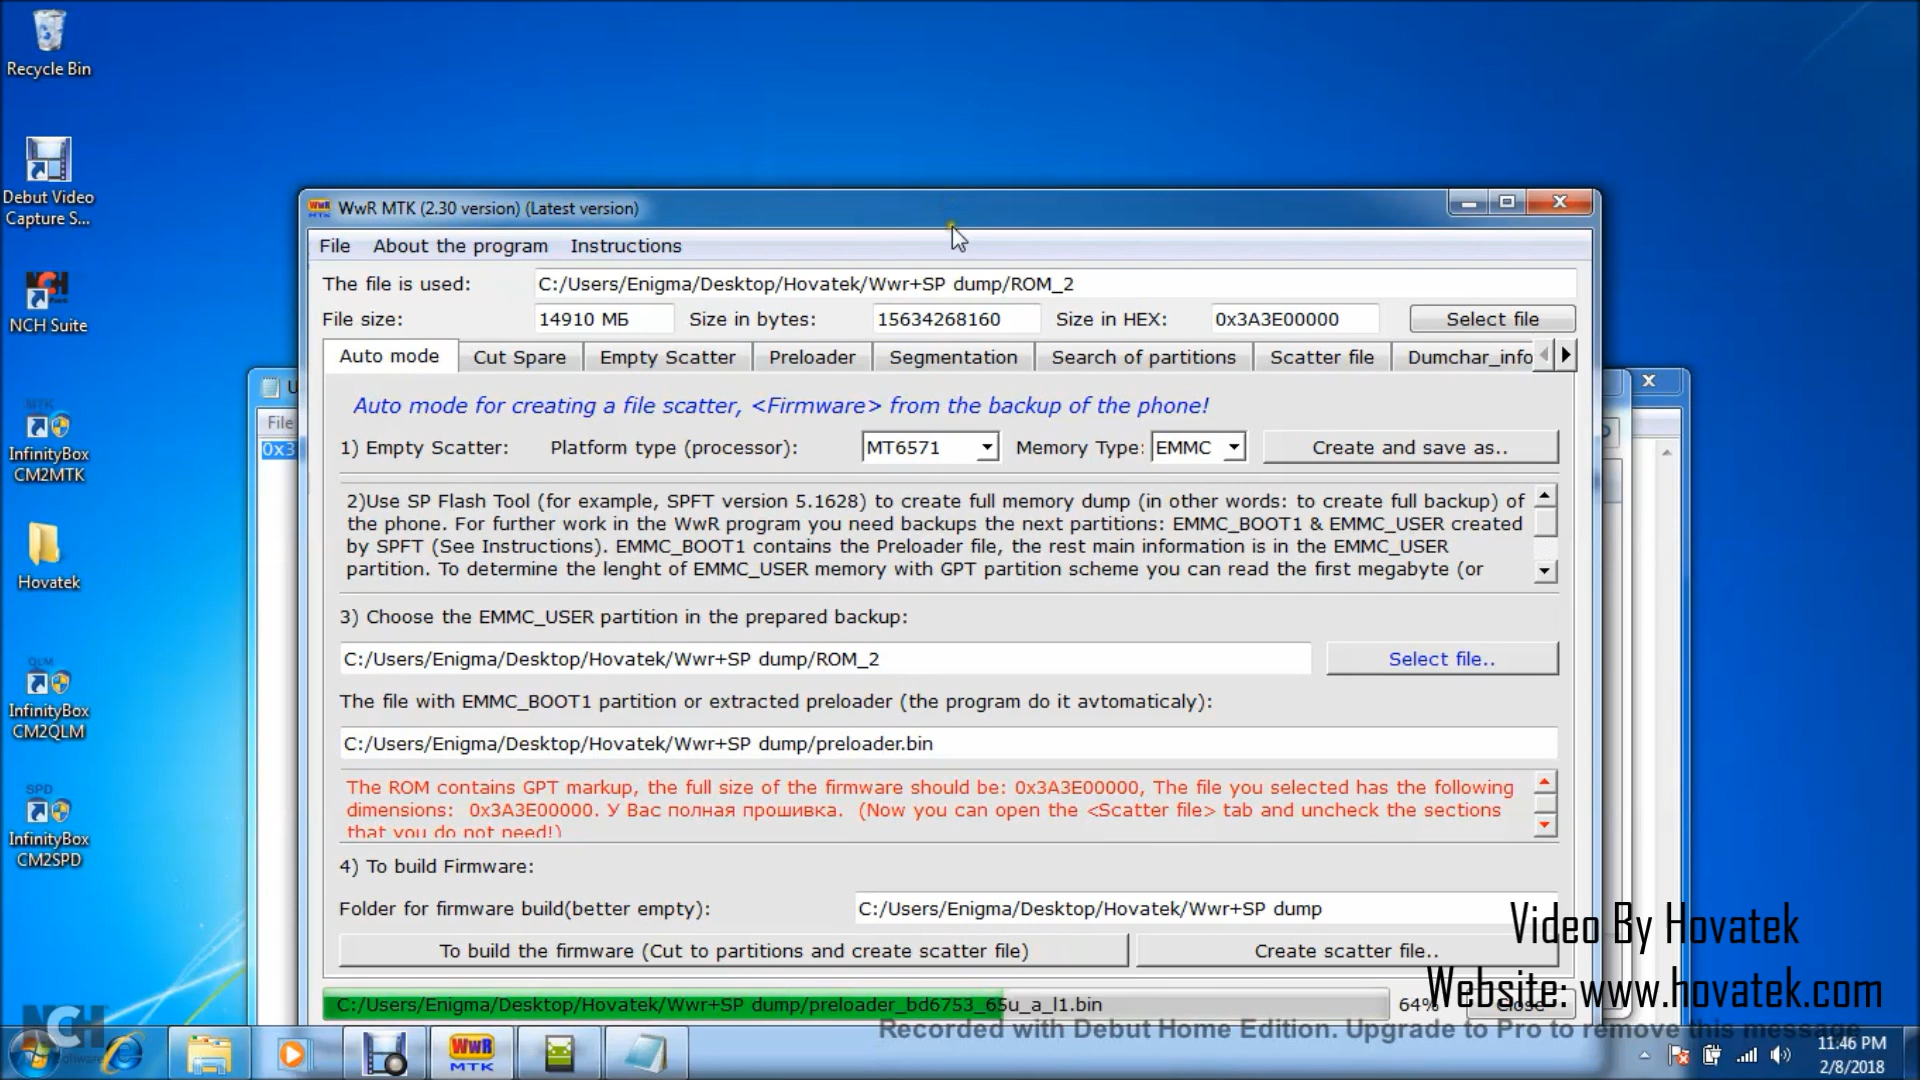 Recycle Bin
Debut Video
Capture S...
NCH Suite
MTK
InfinityBox
CM2MTK
Hovatek
QLM
InfinityBox
CM2QLM
SPD
InfinityBox
CM2SPD
WwR MTK (2.30 version) (Latest version)
File About the program Instructions
The file is used: C:/Users/Enigma/Desktop/Hovatek/Wwr+SP dump/ROM_2
File size: 14910 МБ Size in bytes: 15634268160 Size in HEX: 0x3A3E00000 Select file
Auto mode Cut Spare Empty Scatter Preloader Segmentation Search of partitions Scatter file Dumchar_info
File
0x3
Auto mode for creating a file scatter, <Firmware> from the backup of the phone!
1) Empty Scatter: Platform type (processor): MT6571 Memory Type: EMMC Create and save as..
2)Use SP Flash Tool (for example, SPFT version 5.1628) to create full memory dump (in other words: to create full backup) of
the phone. For further work in the WwR program you need backups the next partitions: EMMC_BOOT1 & EMMC_USER created
by SPFT (See Instructions). EMMC_BOOT1 contains the Preloader file, the rest main information is in the EMMC_USER
partition. To determine the lenght of EMMC_USER memory with GPT partition scheme you can read the first megabyte (or
3) Choose the EMMC_USER partition in the prepared backup:
C:/Users/Enigma/Desktop/Hovatek/Wwr+SP dump/ROM_2 Select file..
The file with EMMC_BOOT1 partition or extracted preloader (the program do it avtomaticaly):
C:/Users/Enigma/Desktop/Hovatek/Wwr+SP dump/preloader.bin
The ROM contains GPT markup, the full size of the firmware should be: 0x3A3E00000, The file you selected has the following
dimensions: 0x3A3E00000. У Вас полная прошивка. (Now you can open the <Scatter file> tab and uncheck the sections
that you do not need!)
4) To build Firmware:
Folder for firmware build(better empty): C:/Users/Enigma/Desktop/Hovatek/Wwr+SP dump
To build the firmware (Cut to partitions and create scatter file) Create scatter file..
C:/Users/Enigma/Desktop/Hovatek/Wwr+SP dump/preloader_bd6753_65u_a_l1.bin 64% Close
Video By Hovatek
Website: www.hovatek.com
Recorded with Debut Home Edition. Upgrade to Pro to remove this message
NCH
WwR
MTK
11:46 PM
2/8/2018